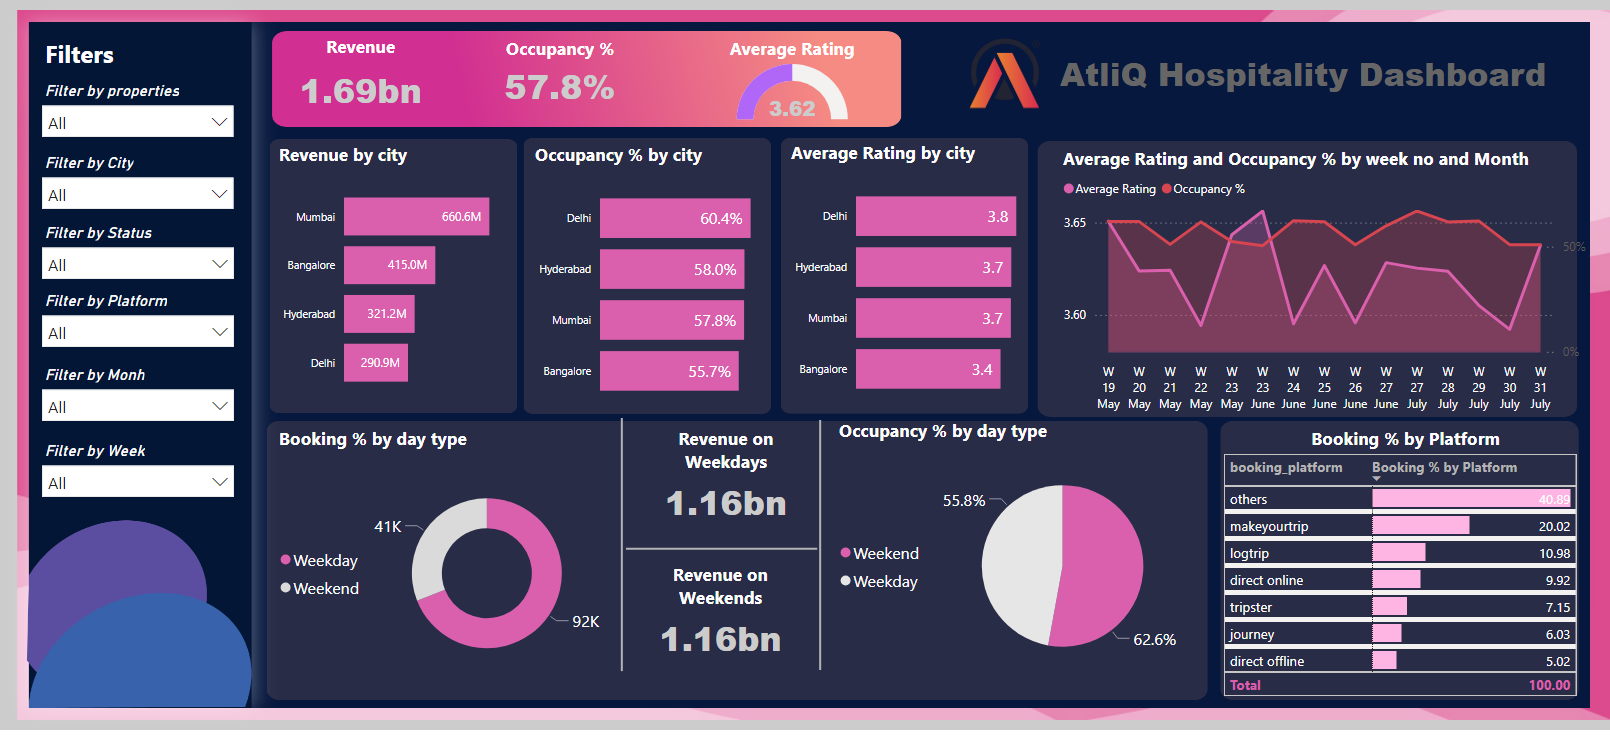 Filters
Filter by properties
All
Filter by City
All
Filter by Status
All
Filter by Platform
All
Filter by Monh
All
Filter by Week
All
Revenue
1.69bn
Occupancy %
57.8%
Average Rating
3.62
AtliQ Hospitality Dashboard
Revenue by city
Mumbai 660.6M
Bangalore 415.0M
Hyderabad 321.2M
Delhi 290.9M
Occupancy % by city
Delhi 60.4%
Hyderabad 58.0%
Mumbai 57.8%
Bangalore 55.7%
Average Rating by city
Delhi 3.8
Hyderabad 3.7
Mumbai 3.7
Bangalore 3.4
Average Rating and Occupancy % by week no and Month
Average Rating Occupancy %
3.65
50%
3.60
0%
W W W W W W W W W W W W W W W
19 20 21 22 23 23 24 25 26 27 27 28 29 30 31
May May May May May June June June June June July July July July July
Booking % by day type
41K
Weekday
Weekend
92K
Revenue on
Weekdays
1.16bn
Revenue on
Weekends
1.16bn
Occupancy % by day type
55.8%
Weekend
Weekday
62.6%
Booking % by Platform
booking_platform Booking % by Platform
others 40.89
makeyourtrip 20.02
logtrip 10.98
direct online 9.92
tripster 7.15
journey 6.03
direct offline 5.02
Total 100.00